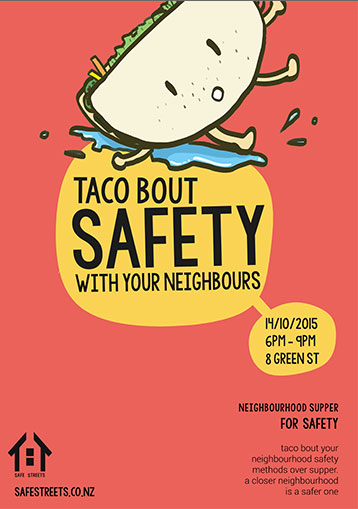 TACO BOUT
SAFETY
WITH YOUR NEIGHBOURS
14/10/2015
6PM - 9PM
8 GREEN ST
NEIGHBOURHOOD SUPPER
FOR SAFETY
taco bout your
neighbourhood safety
methods over supper.
a closer neighbourhood
is a safer one
SAFE STREETS
SAFESTREETS.CO.NZ